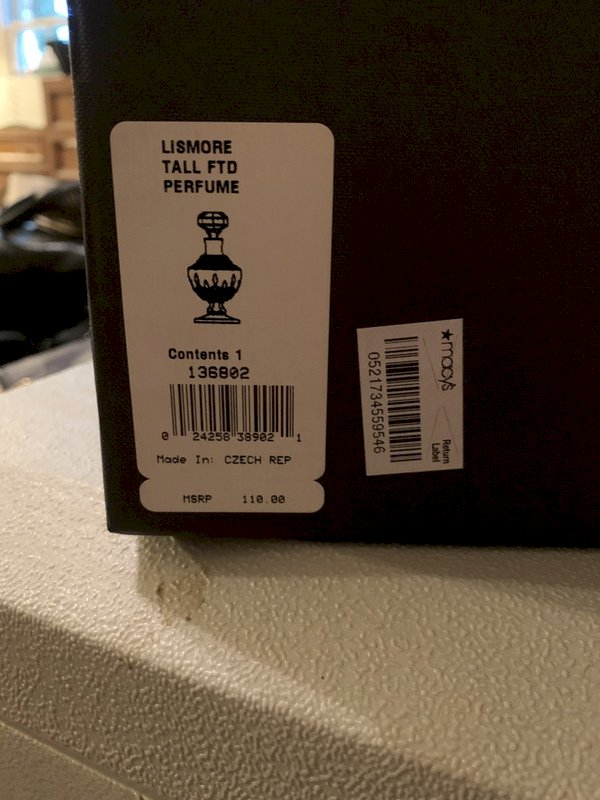 LISMORE
TALL FTD
PERFUME
Contents 1
136802
0 24258 38902 1
Made In: CZECH REP
MSRP 110.00
★macy's
Return
Label
0521734559546